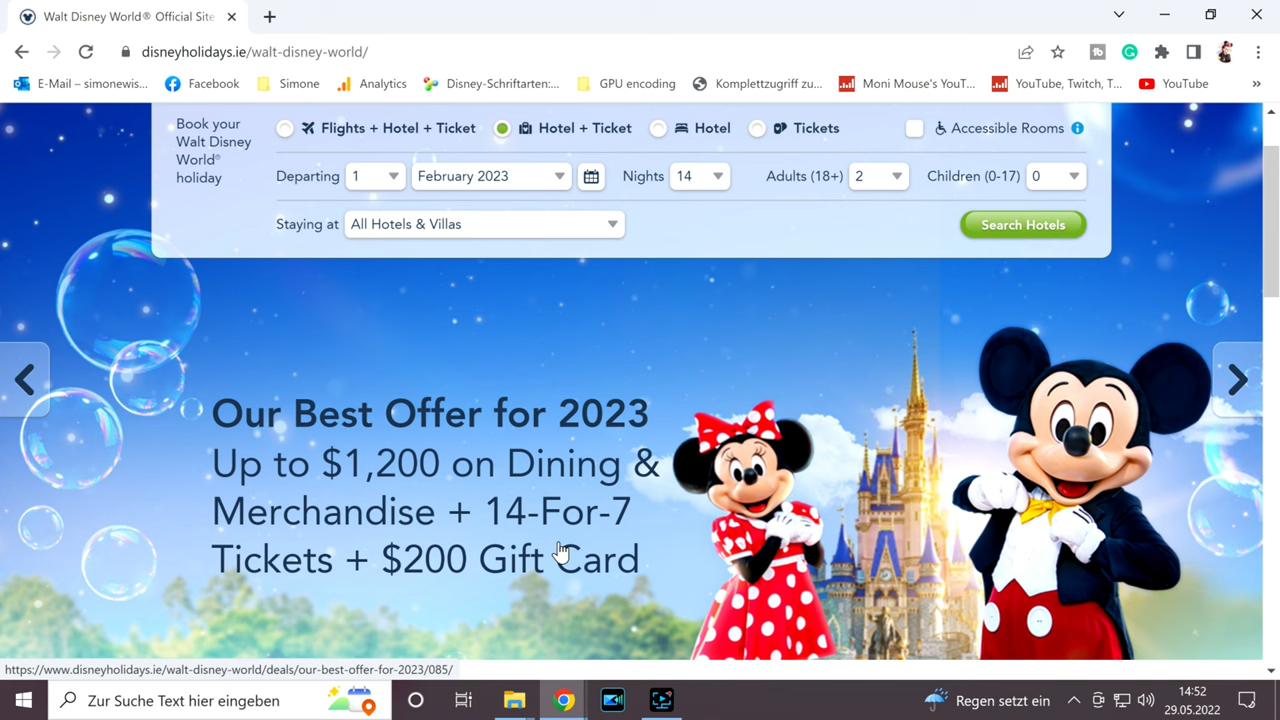 Walt Disney World® Official Site
disneyholidays.ie/walt-disney-world/
E-Mail – simonewis...
Facebook
Simone
Analytics
Disney-Schriftarten:...
GPU encoding
Komplettzugriff zu...
Moni Mouse's YouT...
YouTube, Twitch, T...
YouTube
»
Book your
Walt Disney
World®
holiday
Flights + Hotel + Ticket
Hotel + Ticket
Hotel
Tickets
Accessible Rooms
Departing 1 February 2023 Nights 14 Adults (18+) 2 Children (0-17) 0
Staying at All Hotels & Villas Search Hotels
Our Best Offer for 2023
Up to $1,200 on Dining &
Merchandise + 14-For-7
Tickets + $200 Gift Card
https://www.disneyholidays.ie/walt-disney-world/deals/our-best-offer-for-2023/085/
Zur Suche Text hier eingeben
Regen setzt ein
14:52
29.05.2022